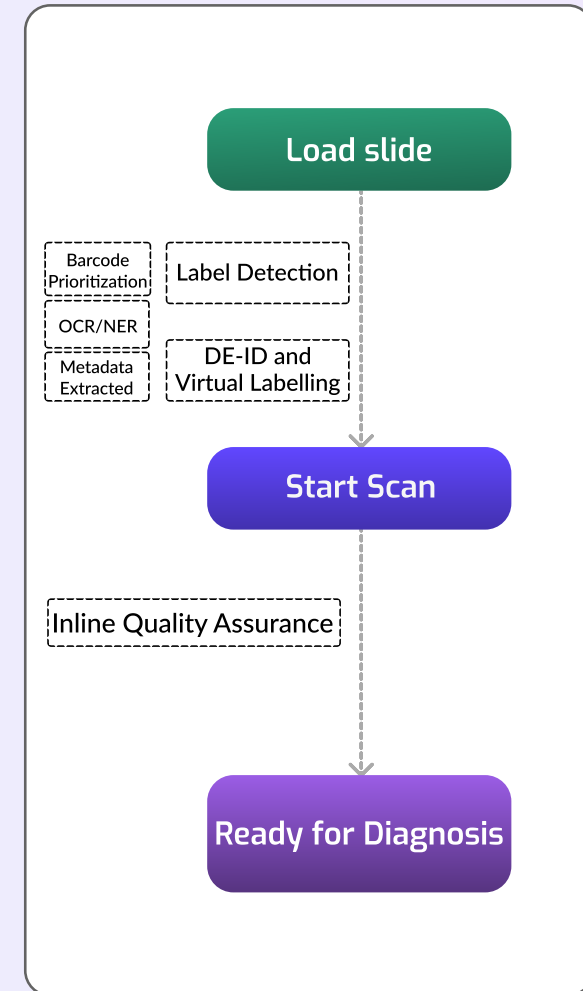 Load slide
Barcode
Prioritization
Label Detection
OCR/NER
Metadata
Extracted
DE-ID and
Virtual Labelling
Start Scan
Inline Quality Assurance
Ready for Diagnosis